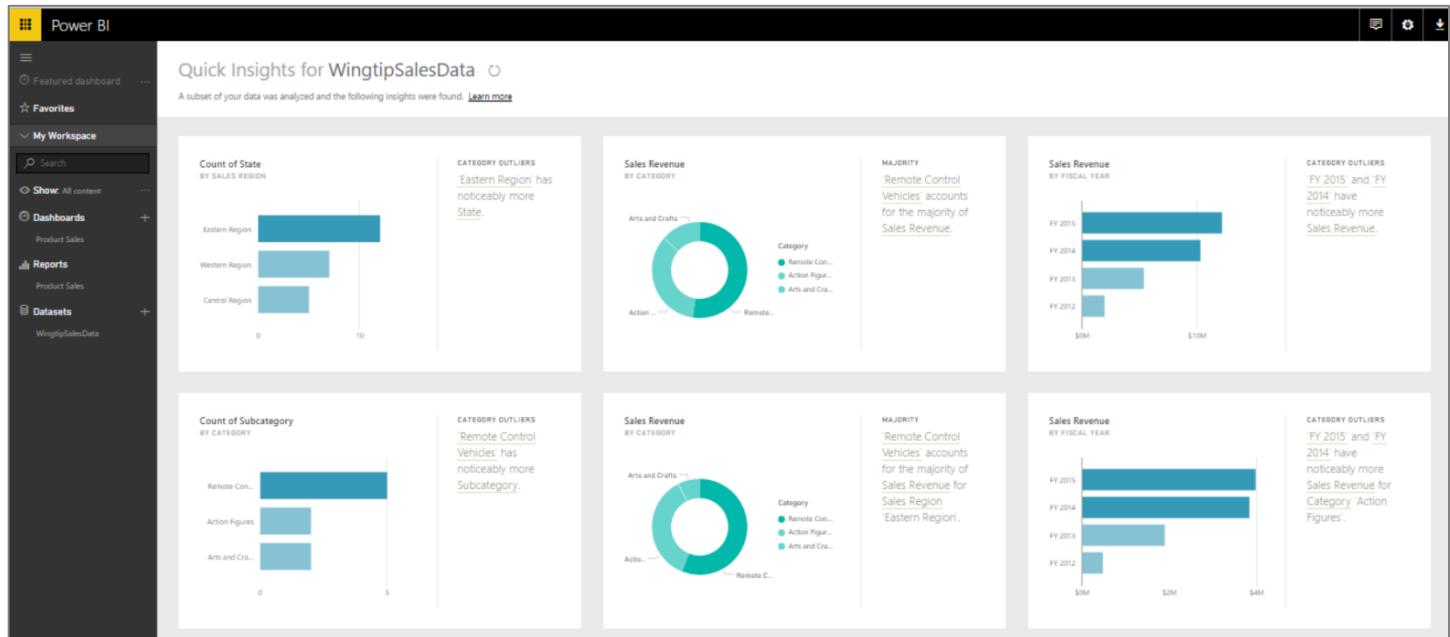 Power BI
Featured dashboard ...
Favorites
My Workspace
Search
Show: All content ...
Dashboards +
Product Sales
Reports
Product Sales
Datasets +
WingtipSalesData
Quick Insights for WingtipSalesData
A subset of your data was analyzed and the following insights were found. Learn more
Count of State
BY SALES REGION
Eastern Region
Western Region
Central Region
0 10
CATEGORY OUTLIERS
'Eastern Region' has
noticeably more
State.
Sales Revenue
BY CATEGORY
Arts and Crafts
Action ...
Remote...
Category
Remote Con...
Action Figur...
Arts and Cra...
MAJORITY
'Remote Control
Vehicles' accounts
for the majority of
Sales Revenue.
Sales Revenue
BY FISCAL YEAR
FY 2015
FY 2014
FY 2013
FY 2012
$0M $10M
CATEGORY OUTLIERS
'FY 2015' and 'FY
2014' have
noticeably more
Sales Revenue.
Count of Subcategory
BY CATEGORY
Remote Con...
Action Figures
Arts and Cra...
0 5
CATEGORY OUTLIERS
'Remote Control
Vehicles' has
noticeably more
Subcategory.
Sales Revenue
BY CATEGORY
Arts and Crafts
Actio...
Remote C...
Category
Remote Con...
Action Figur...
Arts and Cra...
MAJORITY
'Remote Control
Vehicles' accounts
for the majority of
Sales Revenue for
Sales Region
'Eastern Region'.
Sales Revenue
BY FISCAL YEAR
FY 2015
FY 2014
FY 2013
FY 2012
$0M $2M $4M
CATEGORY OUTLIERS
'FY 2015' and 'FY
2014' have
noticeably more
Sales Revenue for
Category 'Action
Figures'.